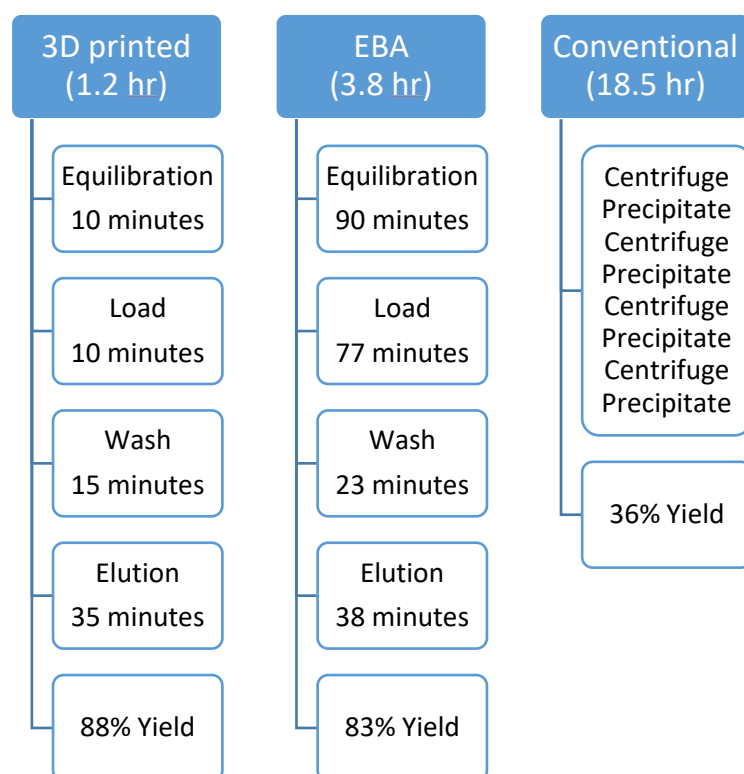 3D printed
(1.2 hr)
Equilibration
10 minutes
Load
10 minutes
Wash
15 minutes
Elution
35 minutes
88% Yield
EBA
(3.8 hr)
Equilibration
90 minutes
Load
77 minutes
Wash
23 minutes
Elution
38 minutes
83% Yield
Conventional
(18.5 hr)
Centrifuge
Precipitate
Centrifuge
Precipitate
Centrifuge
Precipitate
Centrifuge
Precipitate
36% Yield